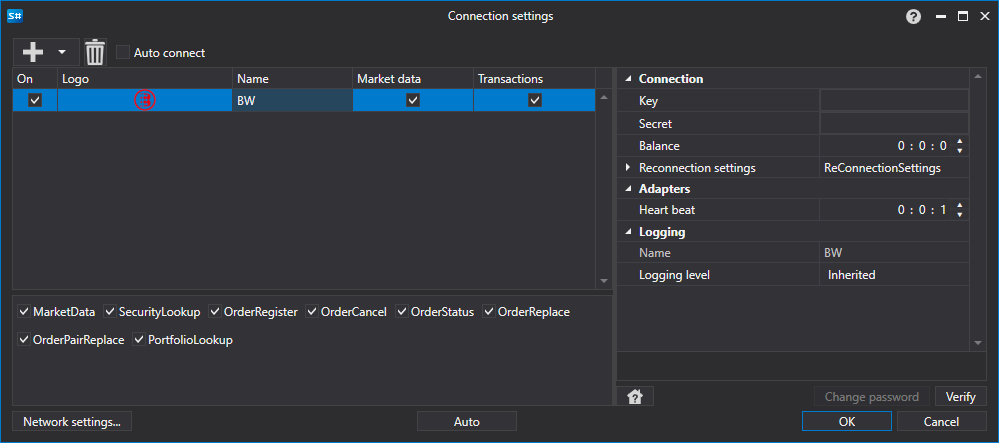 S#
Connection settings
?
Auto connect
On Logo Name Market data Transactions
BW
Connection
Key
Secret
Balance 0 : 0 : 0
Reconnection settings ReConnectionSettings
Adapters
Heart beat 0 : 0 : 1
Logging
Name BW
Logging level Inherited
MarketData SecurityLookup OrderRegister OrderCancel OrderStatus OrderReplace
OrderPairReplace PortfolioLookup
?
Change password Verify
Network settings... Auto OK Cancel